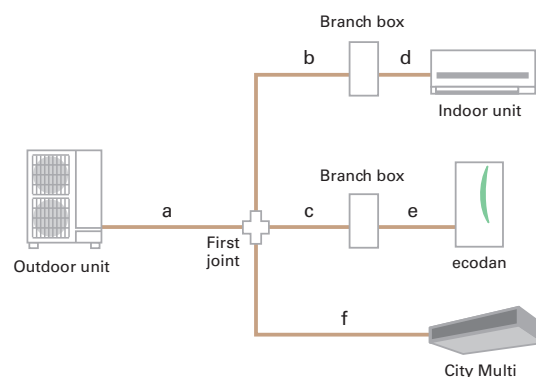 Branch box
b
d
Indoor unit
Branch box
a
c
e
First
joint
Outdoor unit
ecodan
f
City Multi